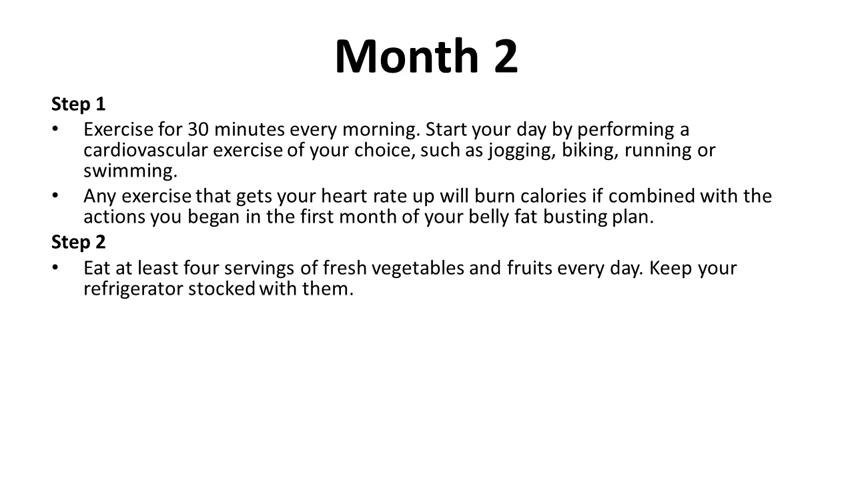 Month 2
Step 1
• Exercise for 30 minutes every morning. Start your day by performing a
cardiovascular exercise of your choice, such as jogging, biking, running or
swimming.
• Any exercise that gets your heart rate up will burn calories if combined with the
actions you began in the first month of your belly fat busting plan.
Step 2
• Eat at least four servings of fresh vegetables and fruits every day. Keep your
refrigerator stocked with them.